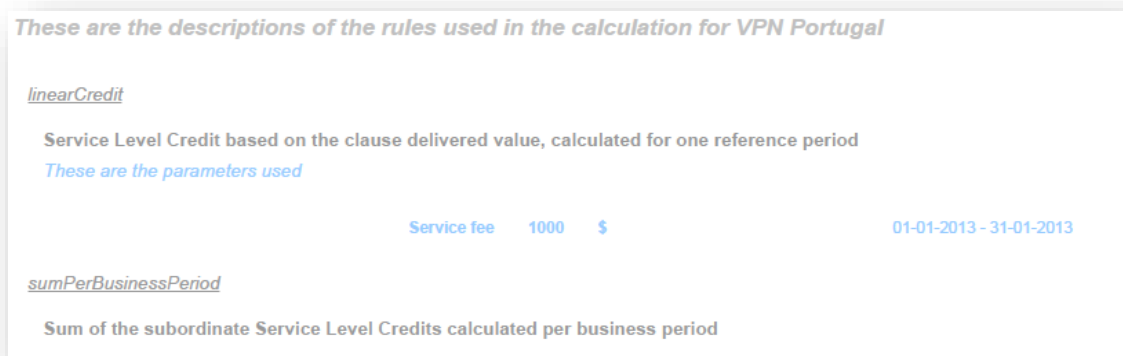 These are the descriptions of the rules used in the calculation for VPN Portugal
linearCredit
Service Level Credit based on the clause delivered value, calculated for one reference period
These are the parameters used
Service fee 1000 $ 01-01-2013 - 31-01-2013
sumPerBusinessPeriod
Sum of the subordinate Service Level Credits calculated per business period